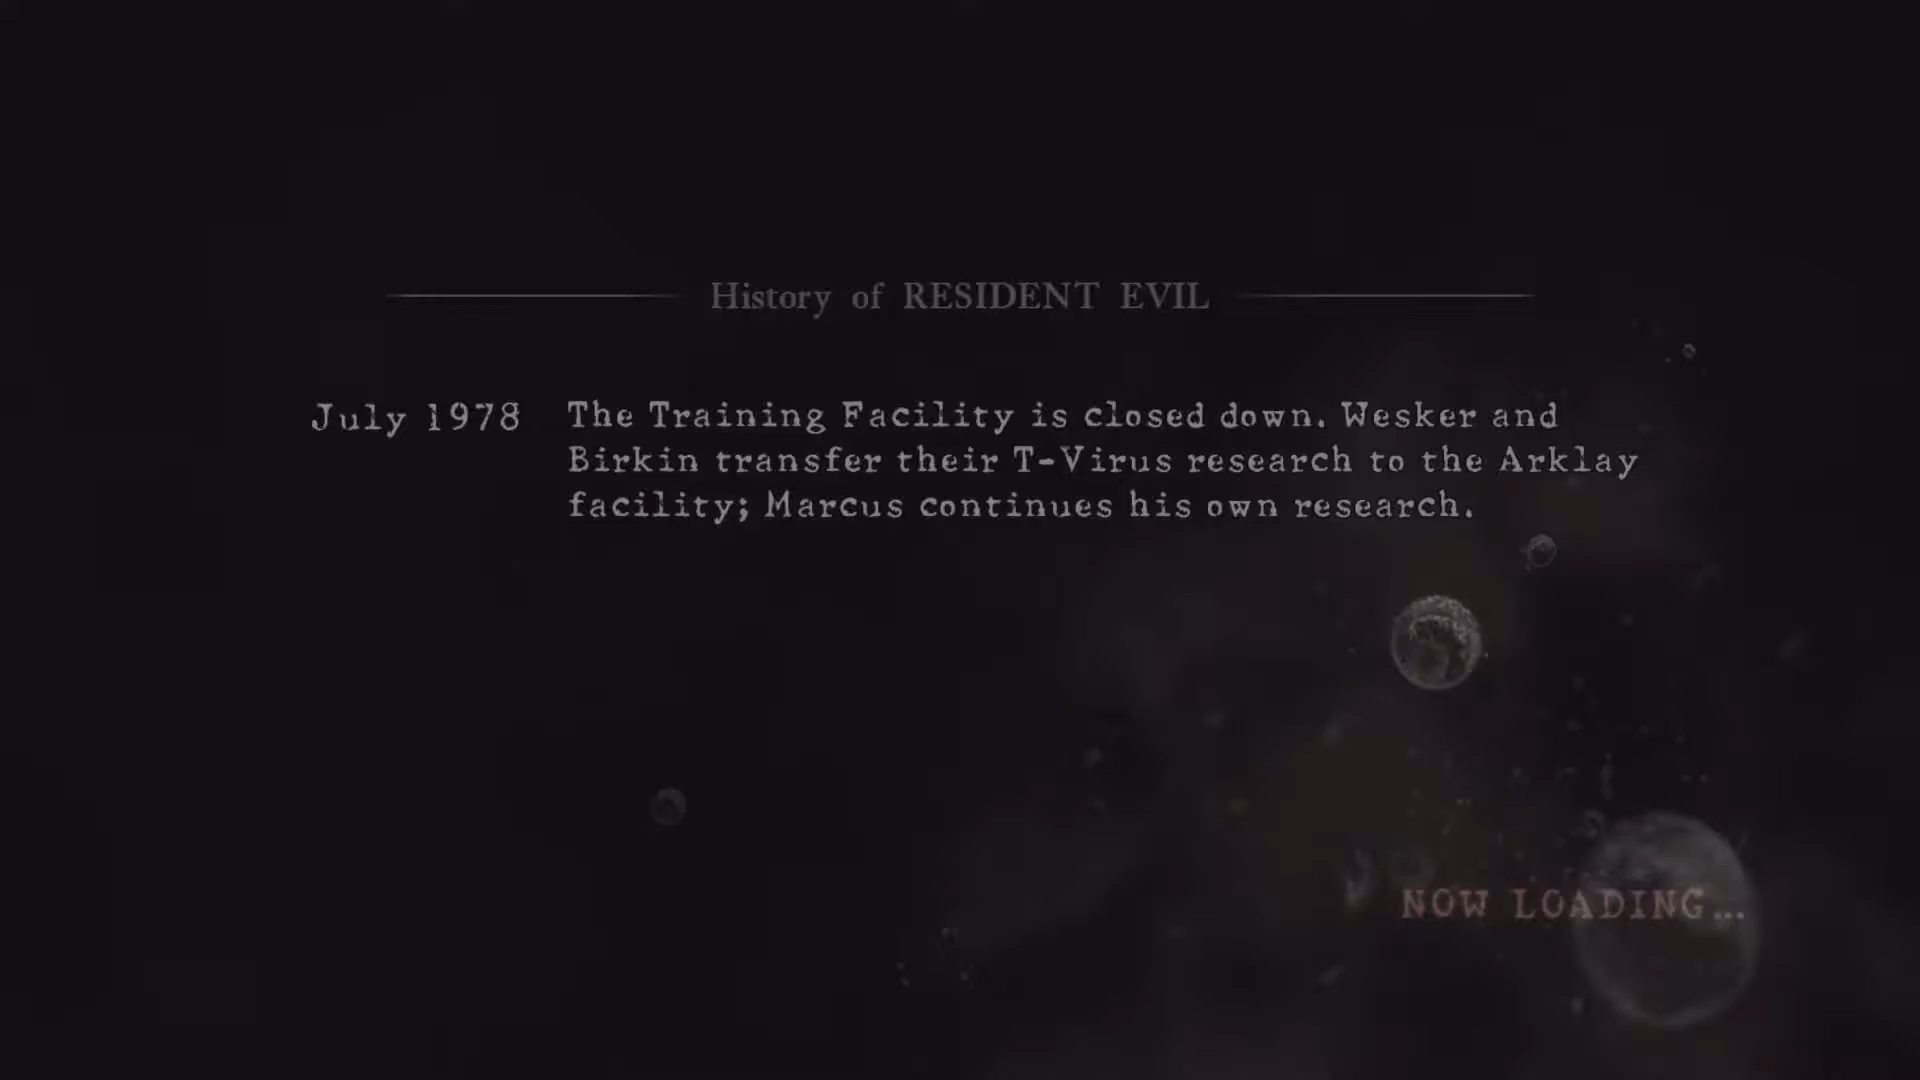 History of RESIDENT EVIL
July 1978 The Training Facility is closed down. Wesker and
Birkin transfer their T-Virus research to the Arklay
facility; Marcus continues his own research.
NOW LOADING...